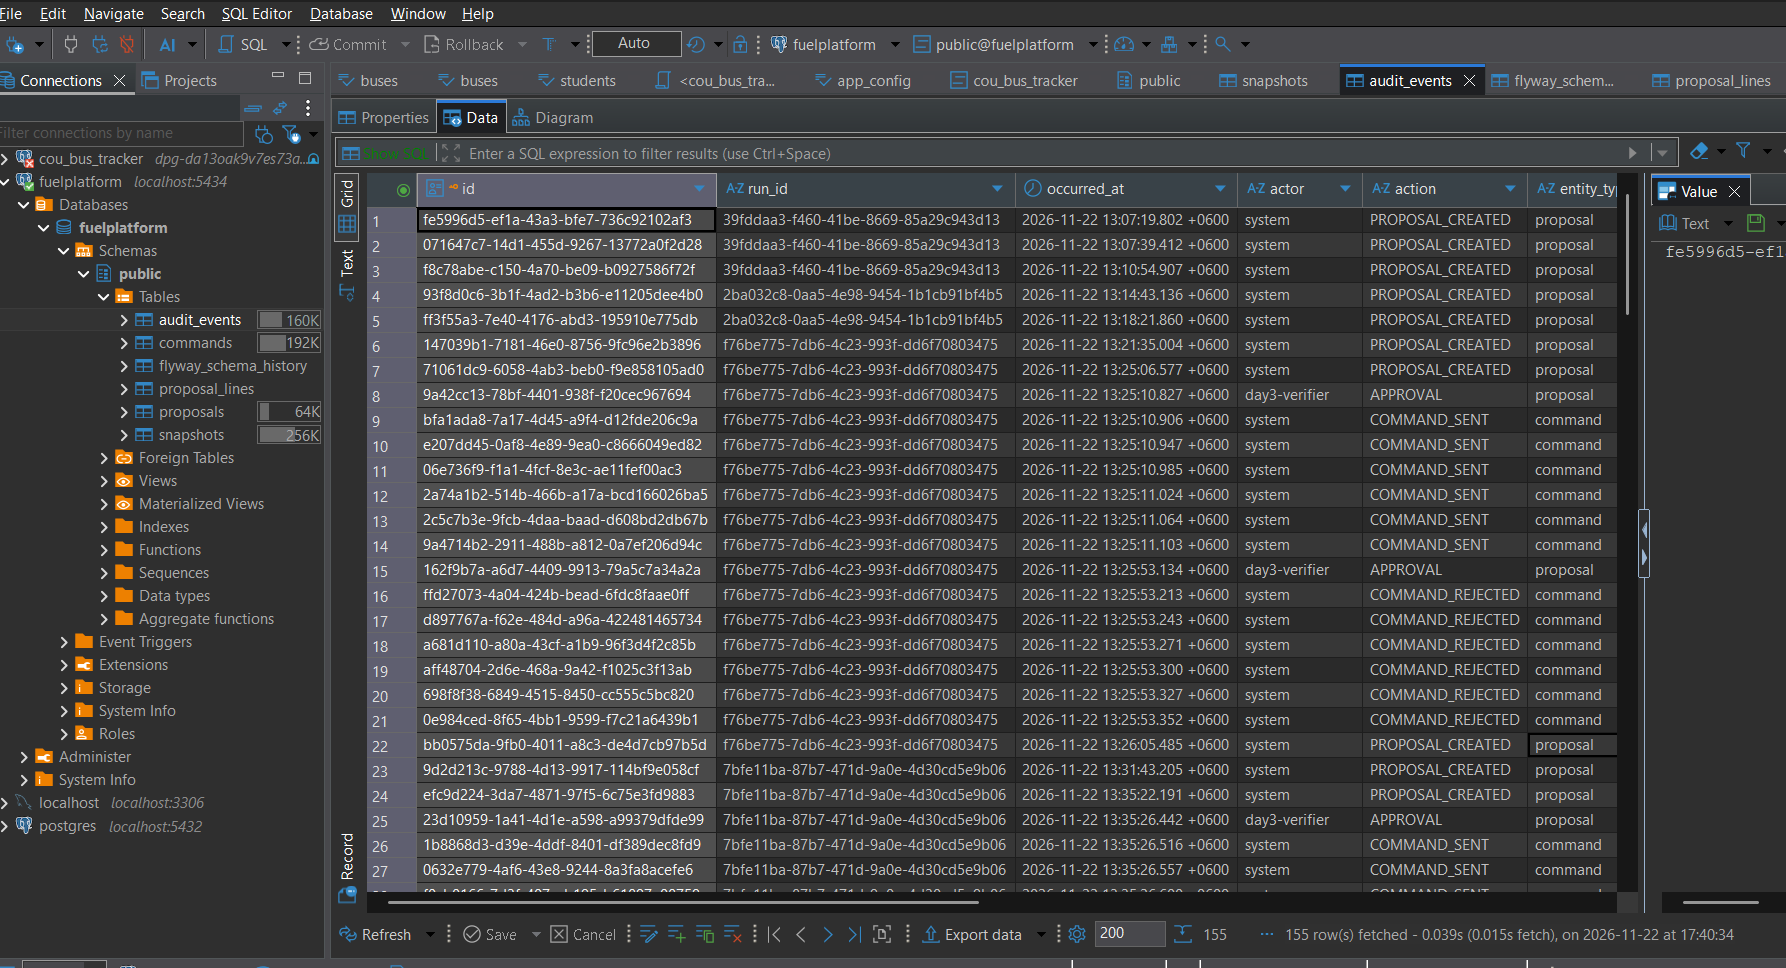 File Edit Navigate Search SQL Editor Database Window Help
AI SQL Commit Rollback T Auto fuelplatform public@fuelplatform
Connections Projects
buses buses students <cou_bus_tra... app_config cou_bus_tracker public snapshots audit_events flyway_schem... proposal_lines
Properties Data Diagram
Filter connections by name
Show SQL Enter a SQL expression to filter results (use Ctrl+Space)
cou_bus_tracker dpg-da13oak9v7es73a...
fuelplatform localhost:5434
Databases
fuelplatform
Schemas
public
Tables
audit_events 160K
commands 192K
flyway_schema_history
proposal_lines
proposals 64K
snapshots 256K
Foreign Tables
Views
Materialized Views
Indexes
Functions
Sequences
Data types
Aggregate functions
Event Triggers
Extensions
Storage
System Info
Roles
Administer
System Info
localhost localhost:3306
postgres localhost:5432
Grid
Text
Record
id A-Z run_id occurred_at A-Z actor A-Z action A-Z entity_ty
1 fe5996d5-ef1a-43a3-bfe7-736c92102af3 39fddaa3-f460-41be-8669-85a29c943d13 2026-11-22 13:07:19.802 +0600 system PROPOSAL_CREATED proposal
2 071647c7-14d1-455d-9267-13772a0f2d28 39fddaa3-f460-41be-8669-85a29c943d13 2026-11-22 13:07:39.412 +0600 system PROPOSAL_CREATED proposal
3 f8c78abe-c150-4a70-be09-b0927586f72f 39fddaa3-f460-41be-8669-85a29c943d13 2026-11-22 13:10:54.907 +0600 system PROPOSAL_CREATED proposal
4 93f8d0c6-3b1f-4ad2-b3b6-e11205dee4b0 2ba032c8-0aa5-4e98-9454-1b1cb91bf4b5 2026-11-22 13:14:43.136 +0600 system PROPOSAL_CREATED proposal
5 ff3f55a3-7e40-4176-abd3-195910e775db 2ba032c8-0aa5-4e98-9454-1b1cb91bf4b5 2026-11-22 13:18:21.860 +0600 system PROPOSAL_CREATED proposal
6 147039b1-7181-46e0-8756-9fc96e2b3896 f76be775-7db6-4c23-993f-dd6f70803475 2026-11-22 13:21:35.004 +0600 system PROPOSAL_CREATED proposal
7 71061dc9-6058-4ab3-beb0-f9e858105ad0 f76be775-7db6-4c23-993f-dd6f70803475 2026-11-22 13:25:06.577 +0600 system PROPOSAL_CREATED proposal
8 9a42cc13-78bf-4401-938f-f20cec967694 f76be775-7db6-4c23-993f-dd6f70803475 2026-11-22 13:25:10.827 +0600 day3-verifier APPROVAL proposal
9 bfa1ada8-7a17-4d45-a9f4-d12fde206c9a f76be775-7db6-4c23-993f-dd6f70803475 2026-11-22 13:25:10.906 +0600 system COMMAND_SENT command
10 e207dd45-0af8-4e89-9ea0-c8666049ed82 f76be775-7db6-4c23-993f-dd6f70803475 2026-11-22 13:25:10.947 +0600 system COMMAND_SENT command
11 06e736f9-f1a1-4fcf-8e3c-ae11fef00ac3 f76be775-7db6-4c23-993f-dd6f70803475 2026-11-22 13:25:10.985 +0600 system COMMAND_SENT command
12 2a74a1b2-514b-466b-a17a-bcd166026ba5 f76be775-7db6-4c23-993f-dd6f70803475 2026-11-22 13:25:11.024 +0600 system COMMAND_SENT command
13 2c5c7b3e-9fcb-4daa-baad-d608bd2db67b f76be775-7db6-4c23-993f-dd6f70803475 2026-11-22 13:25:11.064 +0600 system COMMAND_SENT command
14 9a4714b2-2911-488b-a812-0a7ef206d94c f76be775-7db6-4c23-993f-dd6f70803475 2026-11-22 13:25:11.103 +0600 system COMMAND_SENT command
15 162f9b7a-a6d7-4409-9913-79a5c7a34a2a f76be775-7db6-4c23-993f-dd6f70803475 2026-11-22 13:25:53.134 +0600 day3-verifier APPROVAL proposal
16 ffd27073-4a04-424b-bead-6fdc8faae0ff f76be775-7db6-4c23-993f-dd6f70803475 2026-11-22 13:25:53.213 +0600 system COMMAND_REJECTED command
17 d897767a-f62e-484d-a96a-422481465734 f76be775-7db6-4c23-993f-dd6f70803475 2026-11-22 13:25:53.243 +0600 system COMMAND_REJECTED command
18 a681d110-a80a-43cf-a1b9-96f3d4f2c85b f76be775-7db6-4c23-993f-dd6f70803475 2026-11-22 13:25:53.271 +0600 system COMMAND_REJECTED command
19 aff48704-2d6e-468a-9a42-f1025c3f13ab f76be775-7db6-4c23-993f-dd6f70803475 2026-11-22 13:25:53.300 +0600 system COMMAND_REJECTED command
20 698f8f38-6849-4515-8450-cc555c5bc820 f76be775-7db6-4c23-993f-dd6f70803475 2026-11-22 13:25:53.327 +0600 system COMMAND_REJECTED command
21 0e984ced-8f65-4bb1-9599-f7c21a6439b1 f76be775-7db6-4c23-993f-dd6f70803475 2026-11-22 13:25:53.352 +0600 system COMMAND_REJECTED command
22 bb0575da-9fb0-4011-a8c3-de4d7cb97b5d f76be775-7db6-4c23-993f-dd6f70803475 2026-11-22 13:26:05.485 +0600 system PROPOSAL_CREATED proposal
23 9d2d213c-9788-4d13-9917-114bf9e058cf 7bfe11ba-87b7-471d-9a0e-4d30cd5e9b06 2026-11-22 13:31:43.205 +0600 system PROPOSAL_CREATED proposal
24 efc9d224-3da7-4871-97f5-6c75e3fd9883 7bfe11ba-87b7-471d-9a0e-4d30cd5e9b06 2026-11-22 13:35:22.191 +0600 system PROPOSAL_CREATED proposal
25 23d10959-1a41-4d1e-a598-a99379dfde99 7bfe11ba-87b7-471d-9a0e-4d30cd5e9b06 2026-11-22 13:35:26.442 +0600 day3-verifier APPROVAL proposal
26 1b8868d3-d39e-4ddf-8401-df389dec8fd9 7bfe11ba-87b7-471d-9a0e-4d30cd5e9b06 2026-11-22 13:35:26.516 +0600 system COMMAND_SENT command
27 0632e779-4af6-43e8-9244-8a3fa8acefe6 7bfe11ba-87b7-471d-9a0e-4d30cd5e9b06 2026-11-22 13:35:26.557 +0600 system COMMAND_SENT command
Value
Text
fe5996d5-ef1
Refresh Save Cancel Export data 200 155 ··· 155 row(s) fetched - 0.039s (0.015s fetch), on 2026-11-22 at 17:40:34